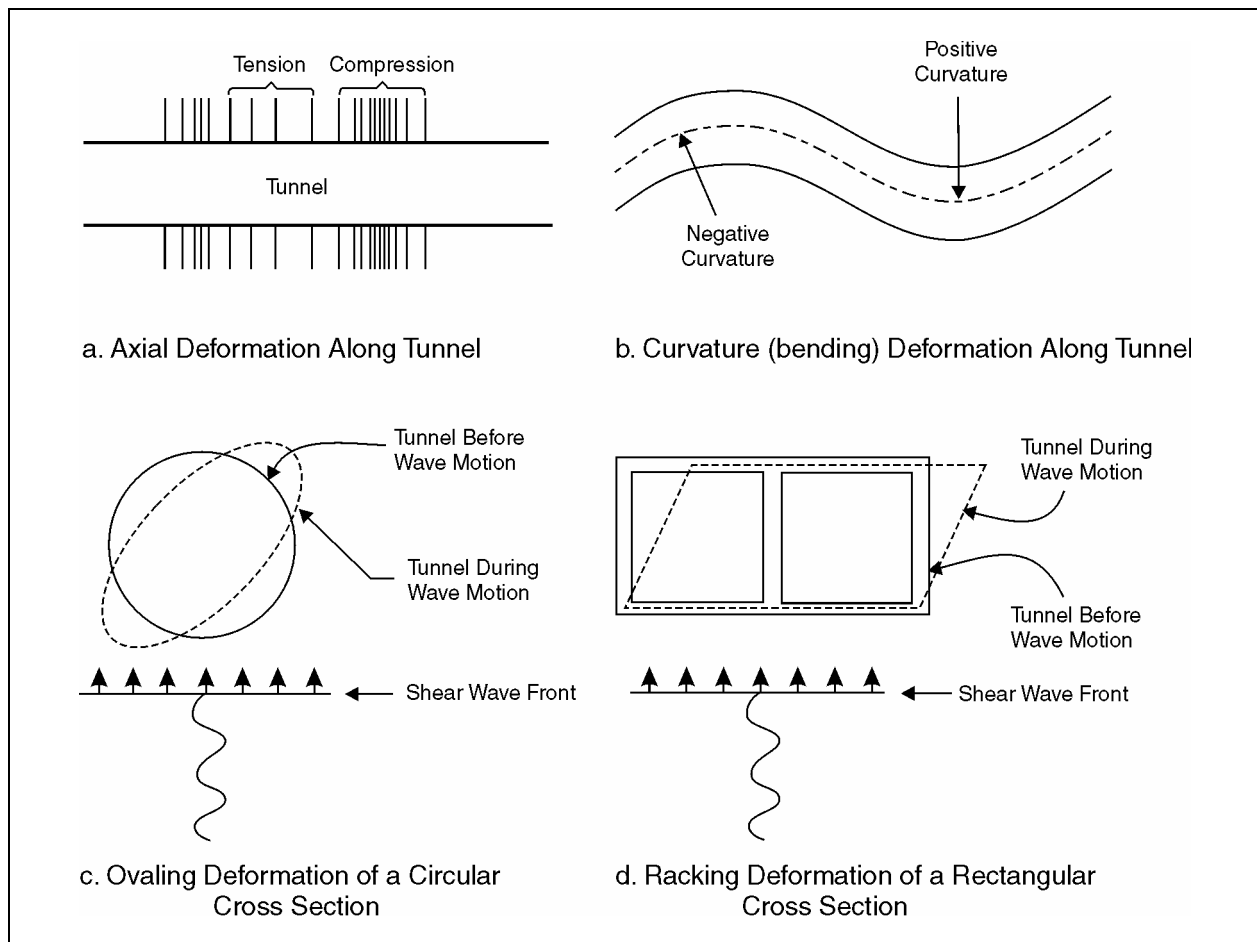 Tension
Compression
Tunnel
a. Axial Deformation Along Tunnel
Positive
Curvature
Negative
Curvature
b. Curvature (bending) Deformation Along Tunnel
Tunnel Before
Wave Motion
Tunnel During
Wave Motion
Shear Wave Front
c. Ovaling Deformation of a Circular
Cross Section
Tunnel During
Wave Motion
Tunnel Before
Wave Motion
Shear Wave Front
d. Racking Deformation of a Rectangular
Cross Section